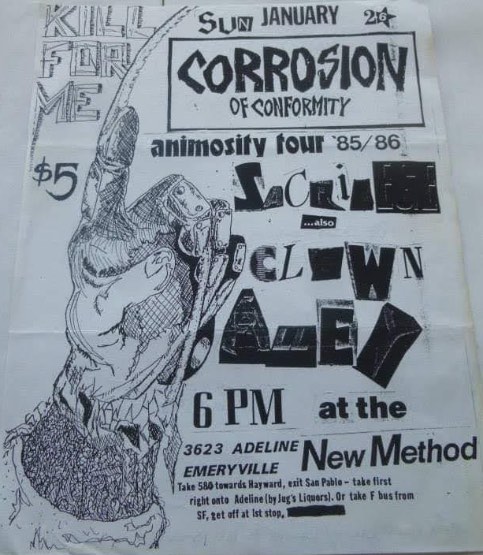 KILL
FOR
ME
$5
SUN JANUARY 26
CORROSION
OF CONFORMITY
animosity tour '85/86
SACRILEGE
...also
CLOWN
ALLEY
6 PM at the
3623 ADELINE
EMERYVILLE
New Method
Take 580 towards Hayward, exit San Pablo - take first
right onto Adeline (by Jug's Liquors). Or take F bus from
SF, get off at 1st stop.